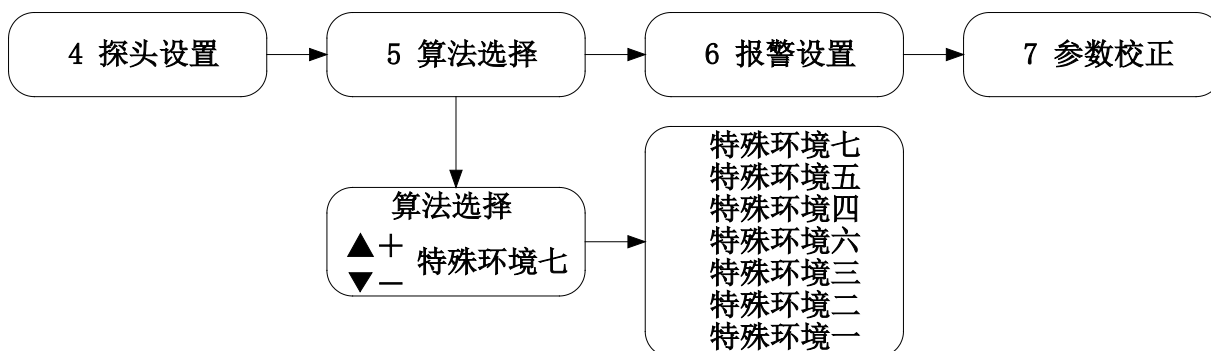 4 探头设置
5 算法选择
6 报警设置
7 参数校正
算法选择
▲＋
▼－
特殊环境七
特殊环境七
特殊环境五
特殊环境四
特殊环境六
特殊环境三
特殊环境二
特殊环境一